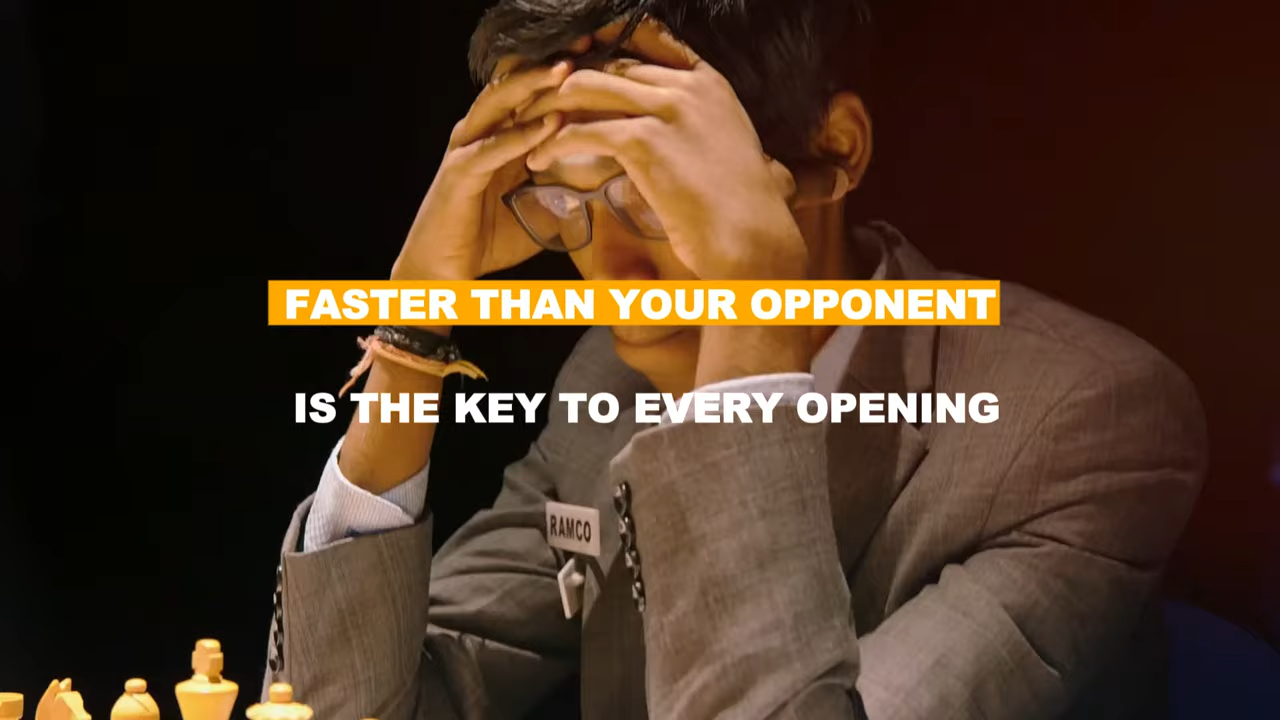 FASTER THAN YOUR OPPONENT
IS THE KEY TO EVERY OPENING
RAMCO